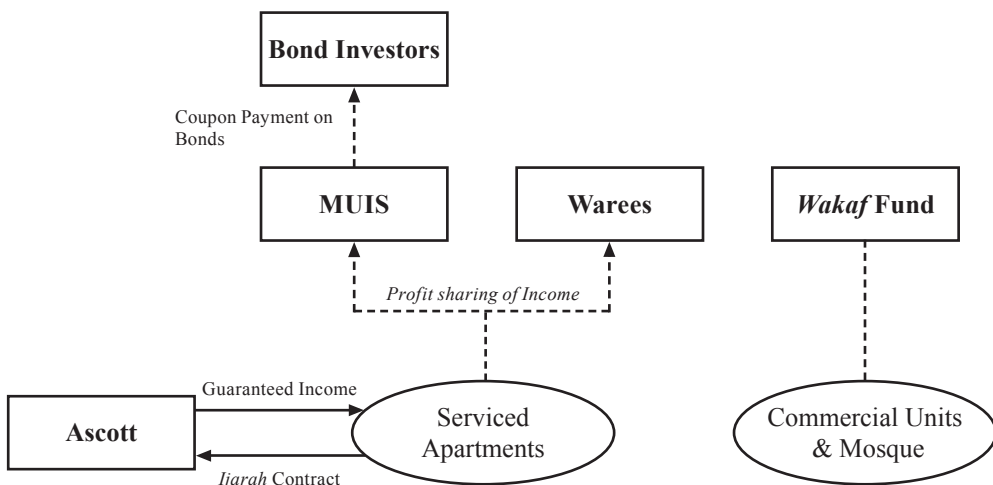 Bond Investors
Coupon Payment on
Bonds
MUIS
Warees
Wakaf Fund
Profit sharing of Income
Guaranteed Income
Ascott
Serviced
Apartments
Commercial Units
& Mosque
Ijarah Contract